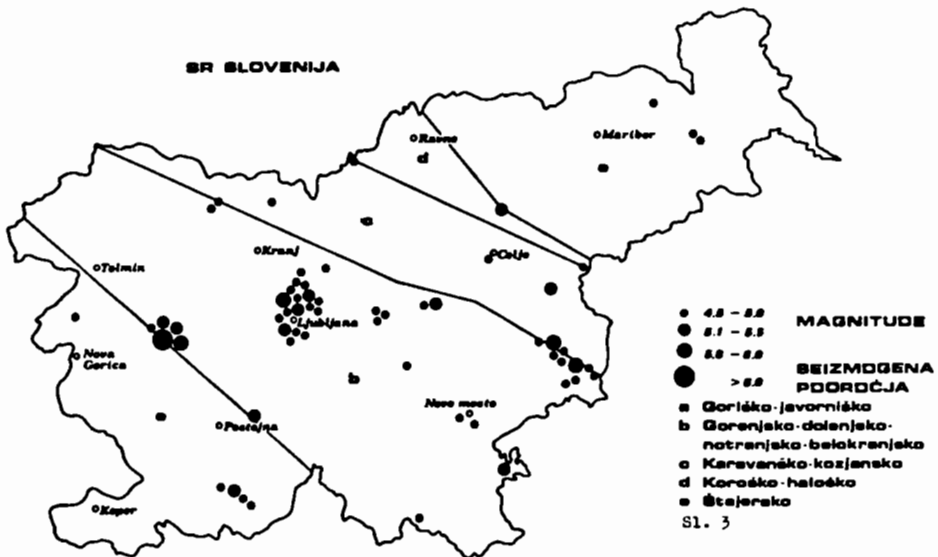 SR SLOVENIJA
Ravne
Maribor
d
c
Celje
Kranj
Tolmin
Ljubljana
Nova
Gorica
b
Novo mesto
a
Postojna
Koper
4.6 – 5.0
5.1 – 5.5
5.6 – 6.0
> 6.0
MAGNITUDE
SEIZMOGENA
PODROČJA
a Goriško-javorniško
b Gorenjsko-dolenjsko-
notranjsko-belokranjsko
c Karavanško-kozjansko
d Koroško-haloško
e Štajersko
Sl. 3